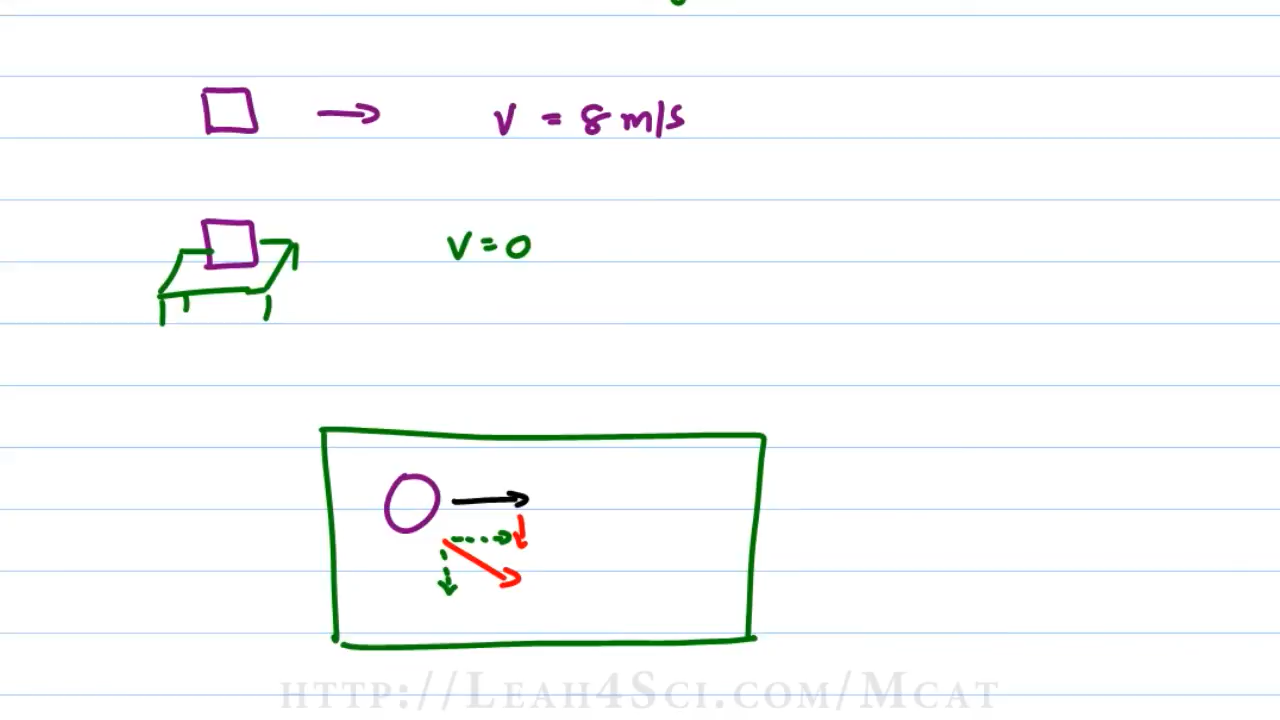 v = 8 m/s
v = 0
HTTP://LEAH4SCI.COM/MCAT